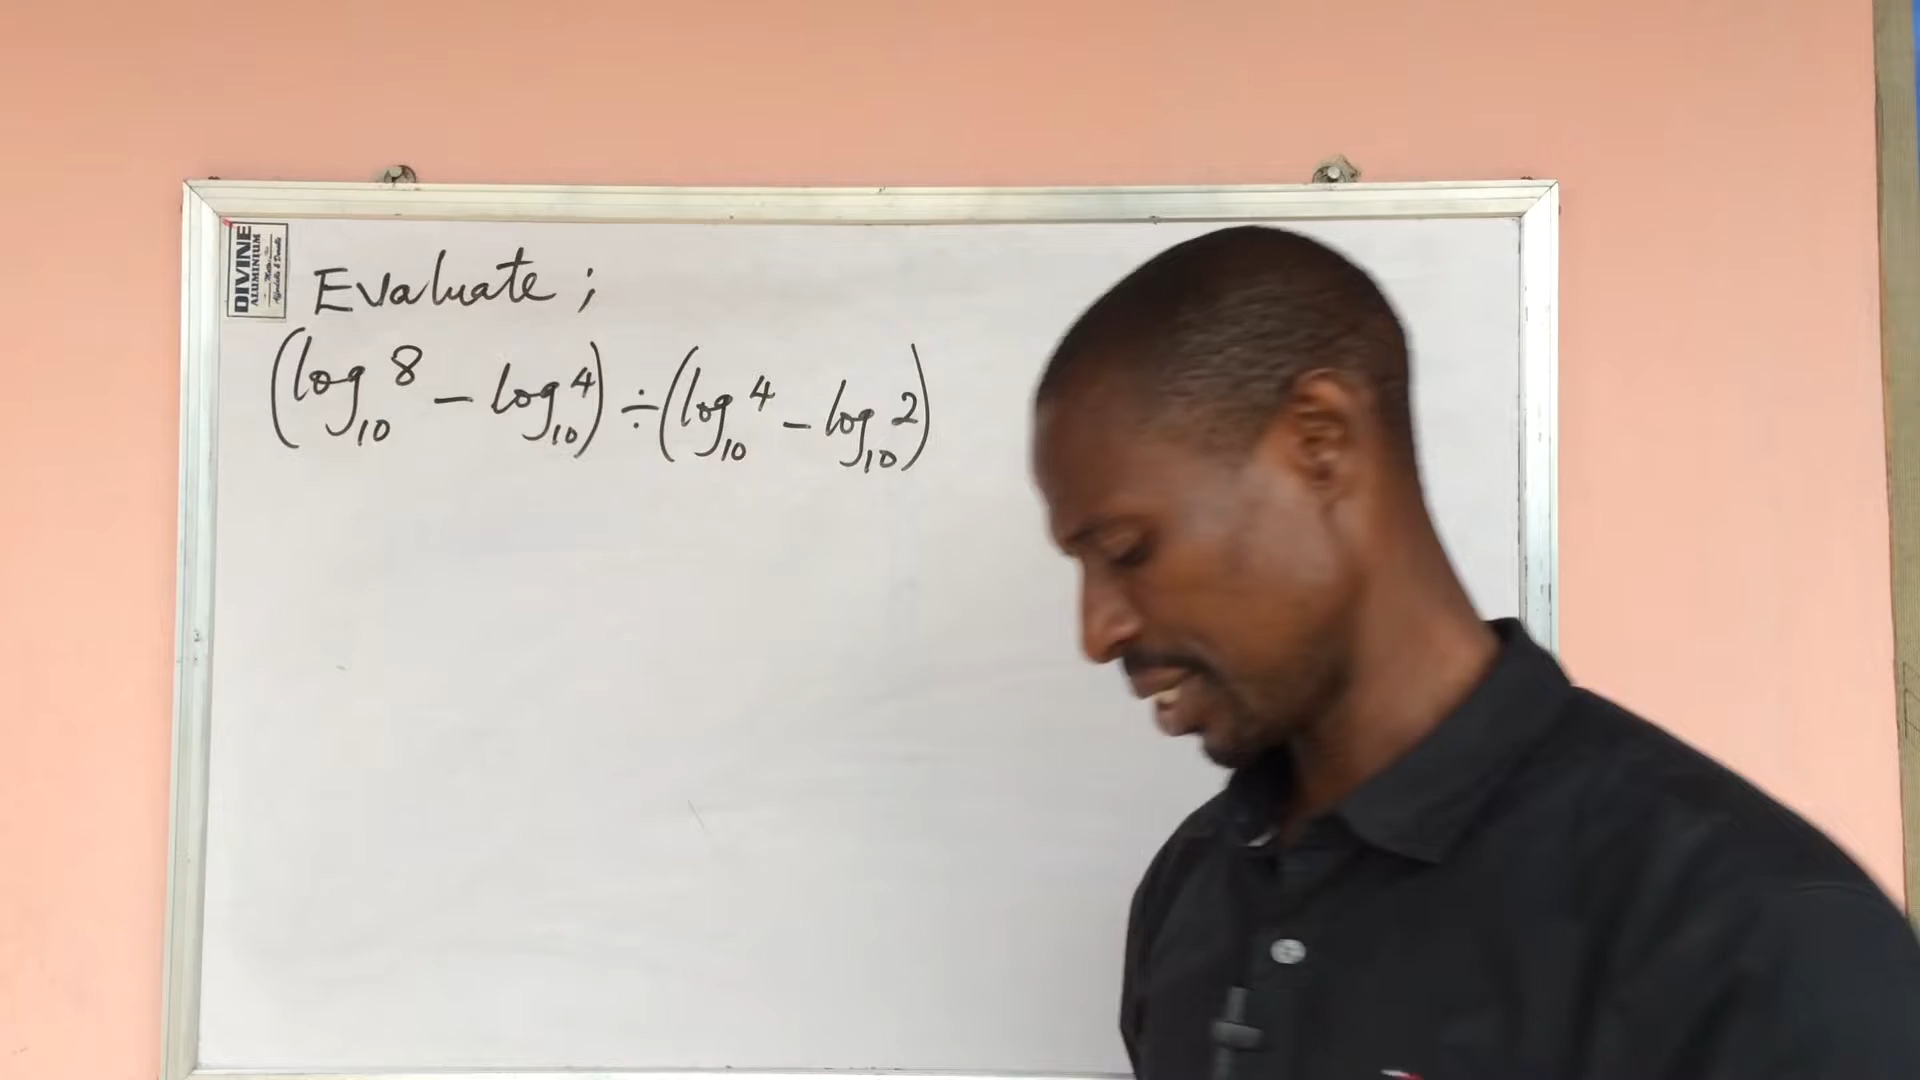 DIVINE
ALUMINIUM
Evaluate ;
(log₁₀8 − log₁₀4) ÷ (log₁₀4 − log₁₀2)